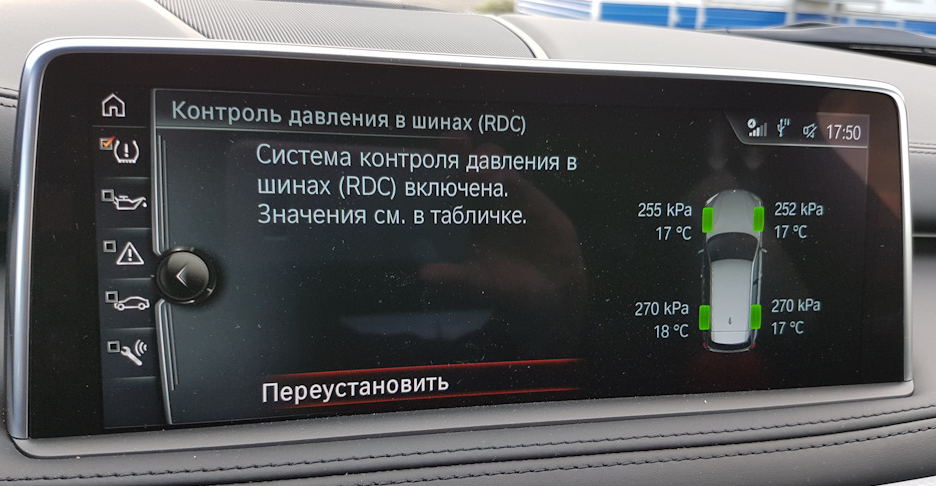 Контроль давления в шинах (RDC)
17:50
Система контроля давления в
шинах (RDC) включена.
Значения см. в табличке.
255 kPa
17 °C
252 kPa
17 °C
270 kPa
18 °C
270 kPa
17 °C
Переустановить